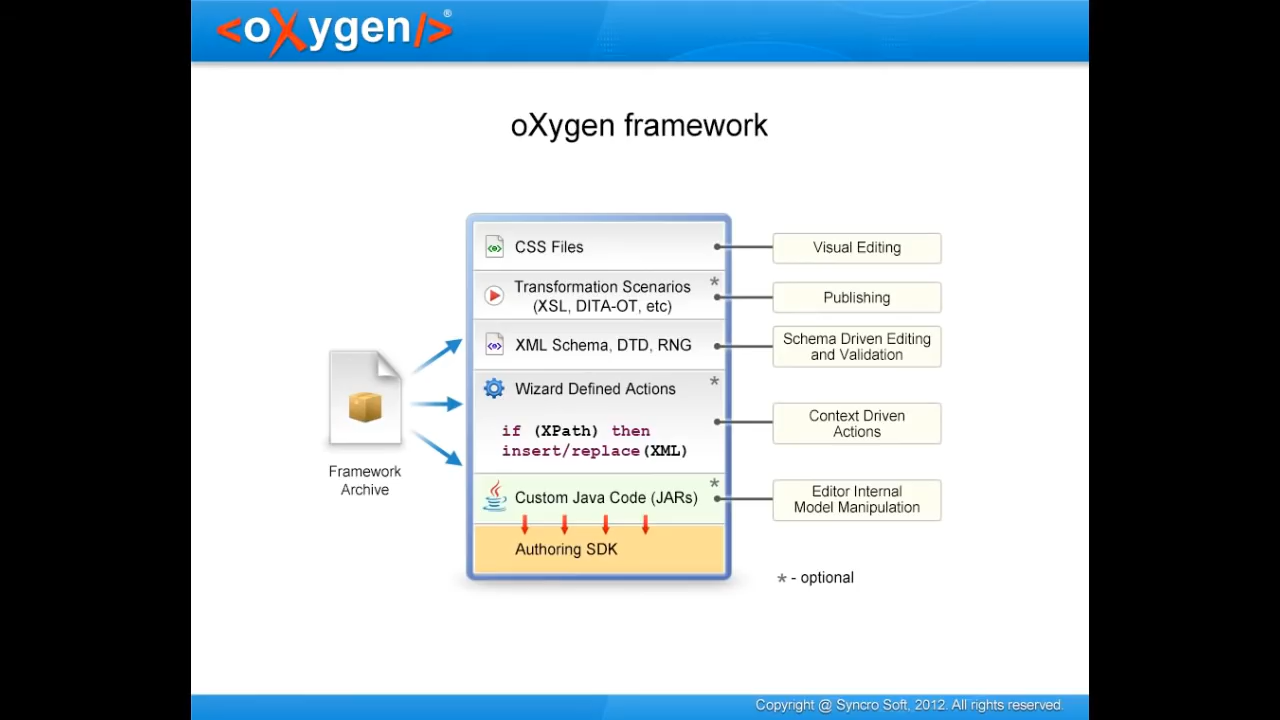 <oXygen/>®
oXygen framework
CSS Files
Visual Editing
Transformation Scenarios *
(XSL, DITA-OT, etc)
Publishing
XML Schema, DTD, RNG
Schema Driven Editing
and Validation
Wizard Defined Actions *
if (XPath) then
insert/replace(XML)
Context Driven
Actions
Custom Java Code (JARs) *
Editor Internal
Model Manipulation
Authoring SDK
Framework
Archive
* - optional
Copyright @ Syncro Soft, 2012. All rights reserved.